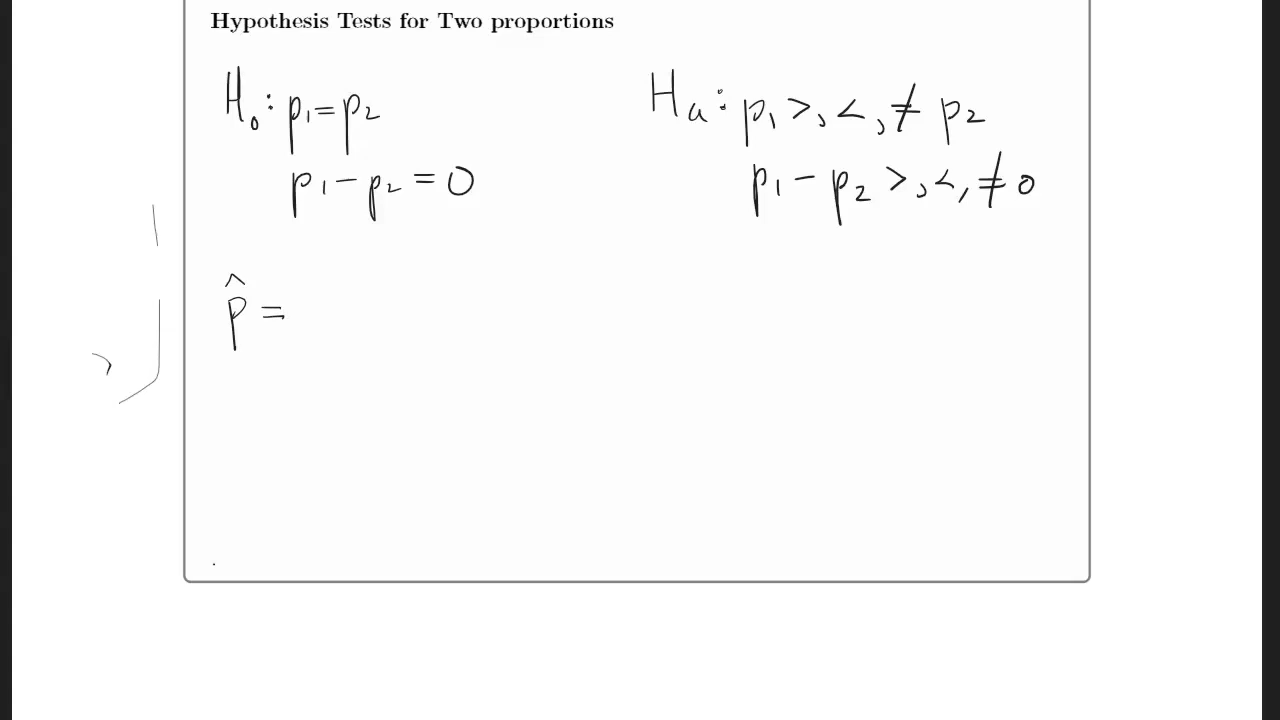 Hypothesis Tests for Two proportions
H₀: p₁ = p₂
Hₐ: p₁ >, <, ≠ p₂
p₁ − p₂ = 0
p₁ − p₂ >, <, ≠ 0
p̂ =